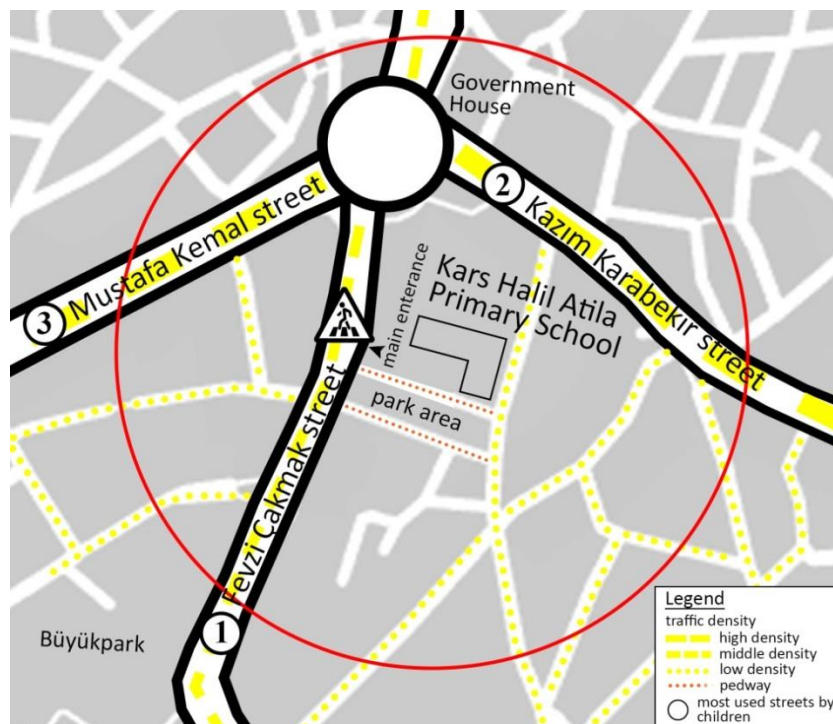 Government
House
2
Kazım Karabekır street
Mustafa Kemal street
3
Kars Halil Atila
Primary School
main enterance
park area
Fevzi Çakmak street
1
Büyükpark
Legend
traffic density
high density
middle density
low density
pedway
most used streets by
children